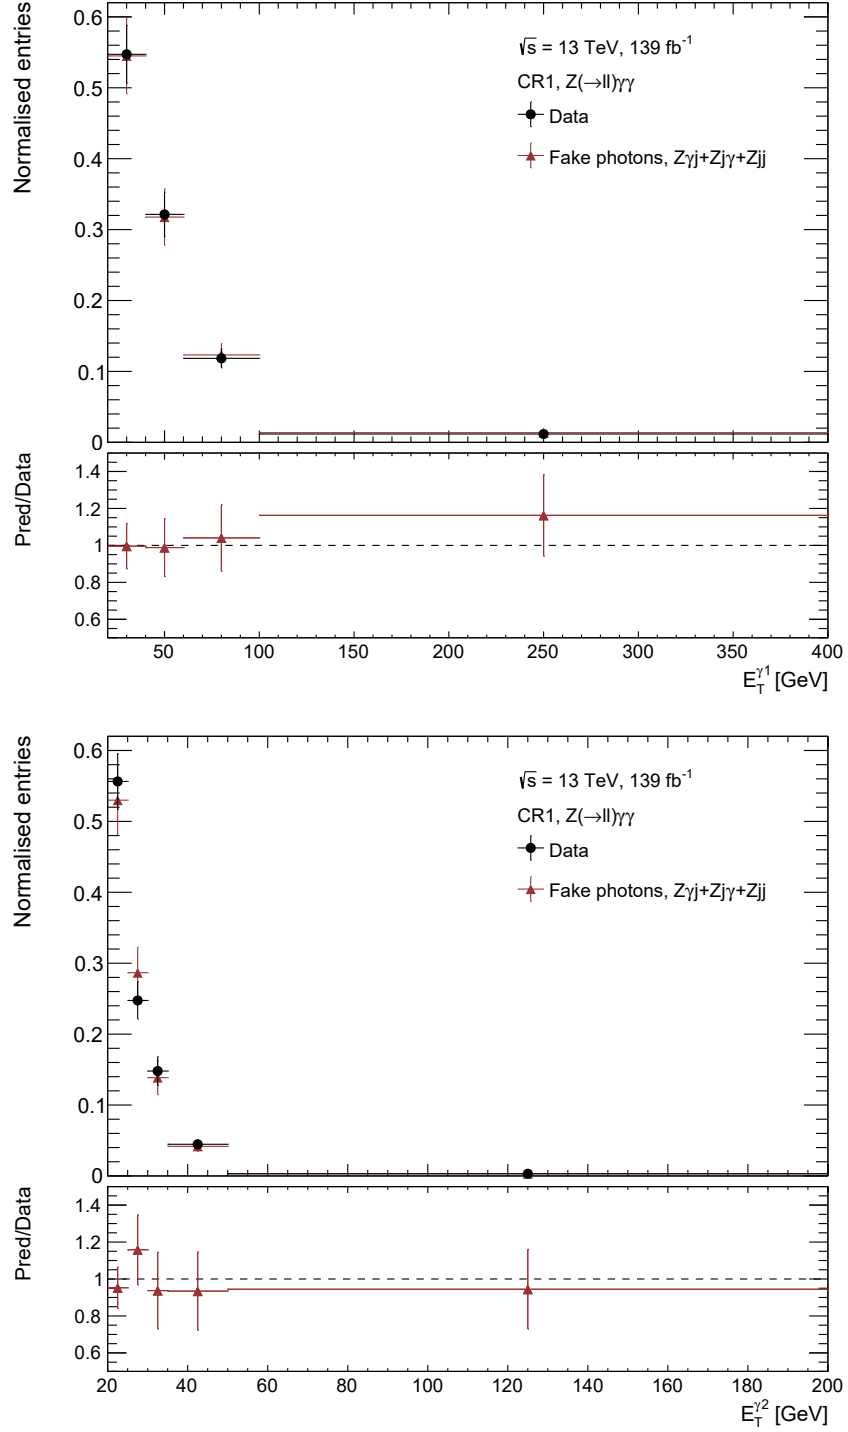 Normalised entries
0.6
0.5
0.4
0.3
0.2
0.1
0
√s = 13 TeV, 139 fb⁻¹
CR1, Z(→ll)γγ
Data
Fake photons, Zγj+Zjγ+Zjj
Pred/Data
1.4
1.2
1
0.8
0.6
50 100 150 200 250 300 350 400
E_T^γ1 [GeV]
Normalised entries
0.6
0.5
0.4
0.3
0.2
0.1
0
√s = 13 TeV, 139 fb⁻¹
CR1, Z(→ll)γγ
Data
Fake photons, Zγj+Zjγ+Zjj
Pred/Data
1.4
1.2
1
0.8
0.6
20 40 60 80 100 120 140 160 180 200
E_T^γ2 [GeV]